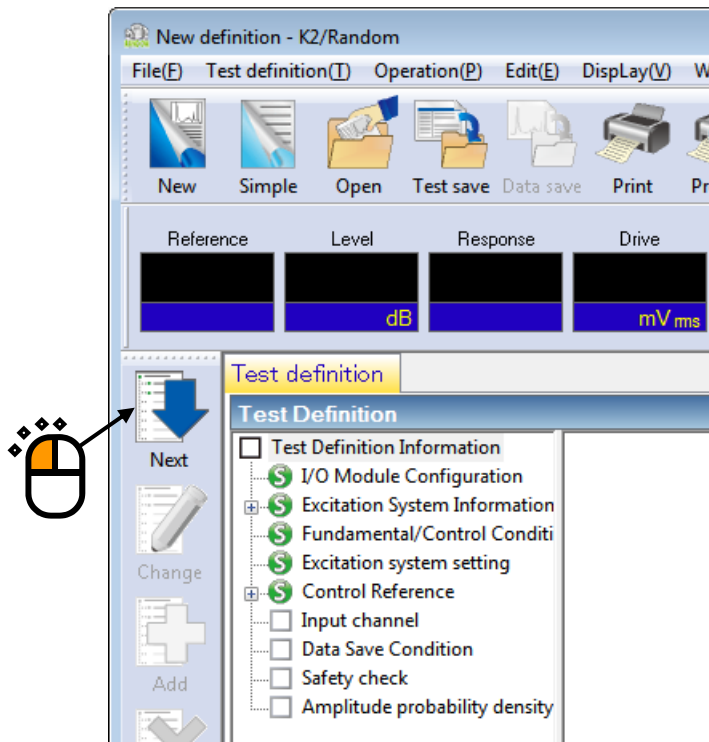 New definition - K2/Random
File(F) Test definition(T) Operation(P) Edit(E) DispLay(V) W
New Simple Open Test save Data save Print Pr
Reference Level Response Drive
dB mV rms
Test definition
Test Definition
Next
Change
Add
Test Definition Information
S I/O Module Configuration
S Excitation System Information
S Fundamental/Control Conditi
S Excitation system setting
S Control Reference
Input channel
Data Save Condition
Safety check
Amplitude probability density